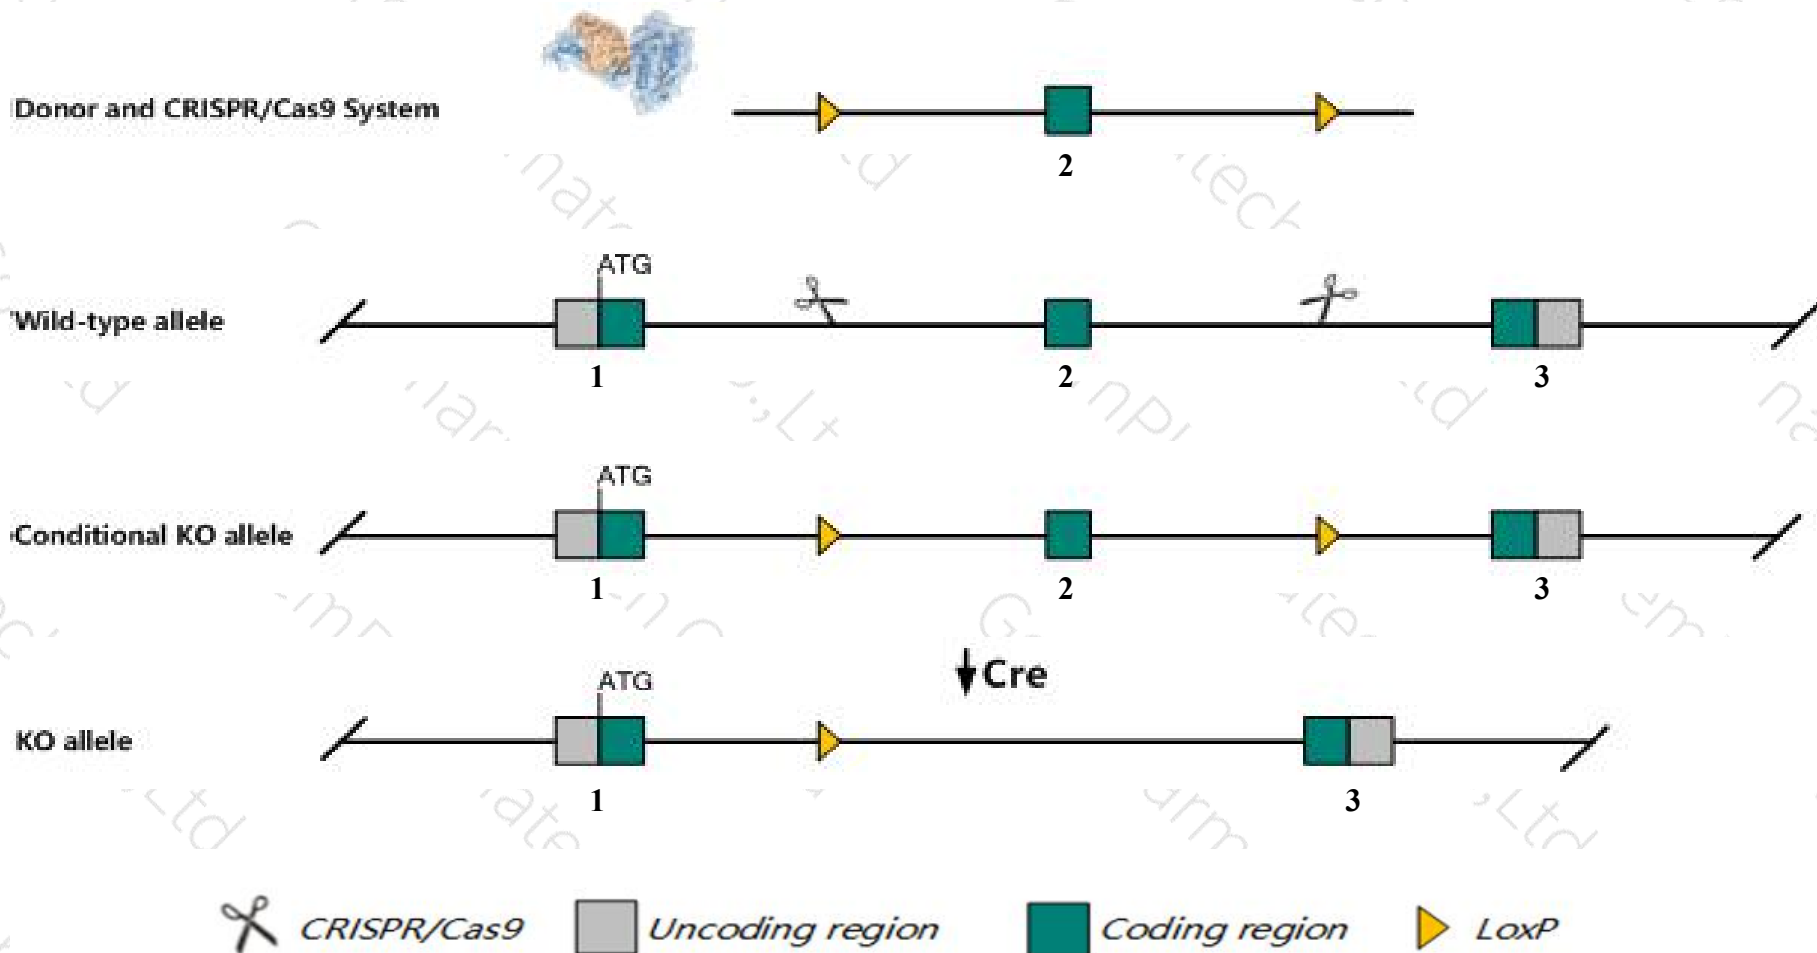 Donor and CRISPR/Cas9 System
2
ATG
Wild-type allele
1 2 3
ATG
Conditional KO allele
1 2 3
Cre
ATG
KO allele
1 3
CRISPR/Cas9 Uncoding region Coding region LoxP